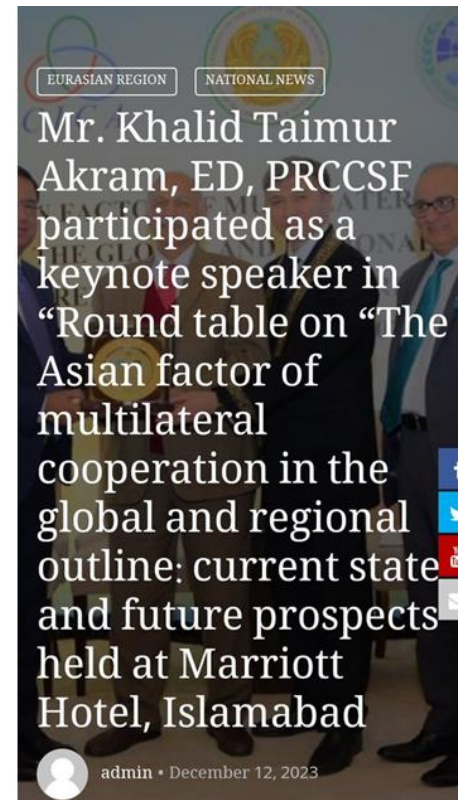 EURASIAN REGION NATIONAL NEWS
Mr. Khalid Taimur
Akram, ED, PRCCSF
participated as a
keynote speaker in
“Round table on “The
Asian factor of
multilateral
cooperation in the
global and regional
outline: current state
and future prospects
held at Marriott
Hotel, Islamabad
admin • December 12, 2023